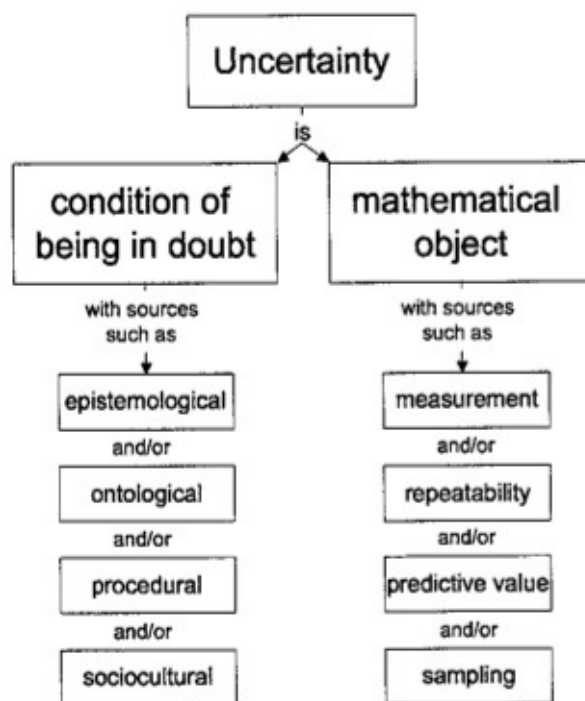 Uncertainty
is
condition of
being in doubt
with sources
such as
epistemological
and/or
ontological
and/or
procedural
and/or
sociocultural
mathematical
object
with sources
such as
measurement
and/or
repeatability
and/or
predictive value
and/or
sampling